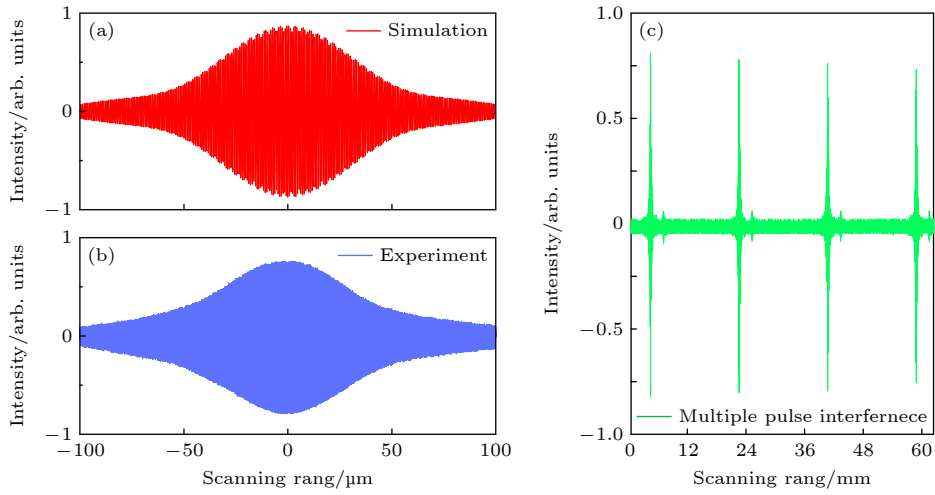 (a)
Simulation
Intensity/arb. units
1
0
−1
(b)
Experiment
Intensity/arb. units
1
0
−1
−100
−50
0
50
100
Scanning rang/µm
(c)
Intensity/arb. units
1.0
0.5
0
−0.5
−1.0
Multiple pulse interfernece
0
12
24
36
48
60
Scanning rang/mm